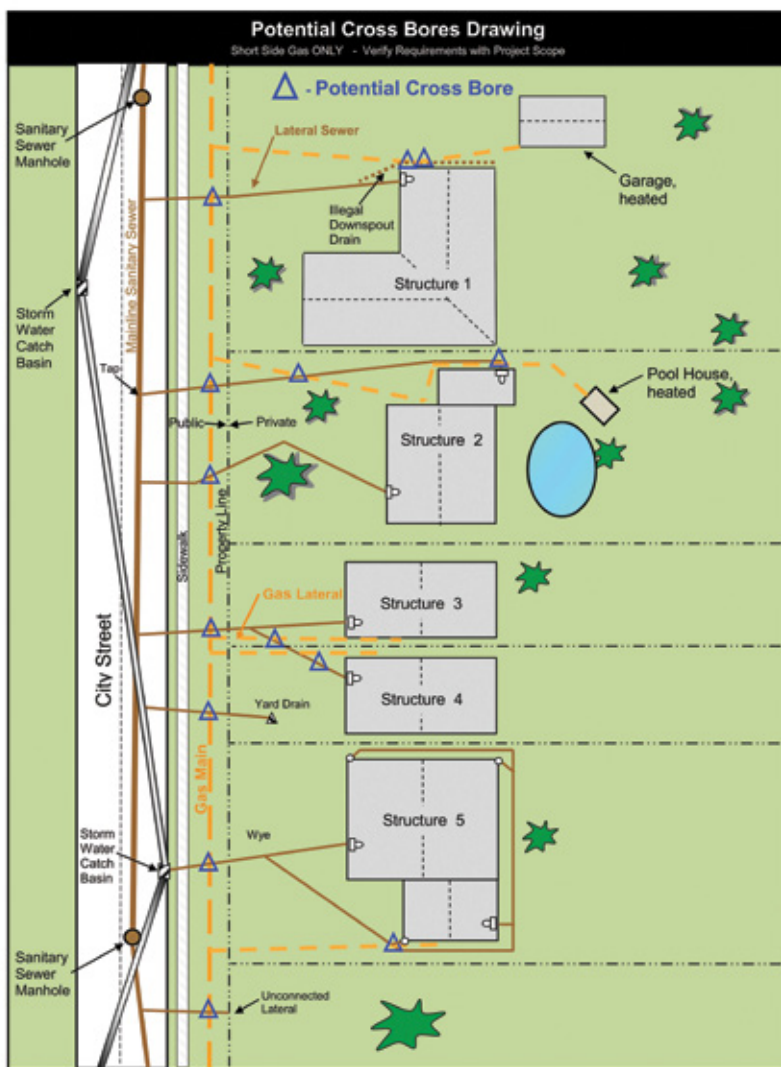 Potential Cross Bores Drawing
Short Side Gas ONLY - Verify Requirements with Project Scope
- Potential Cross Bore
Sanitary
Sewer
Manhole
Lateral Sewer
Illegal
Downspout
Drain
Garage,
heated
Mainline Sanitary Sewer
Structure 1
Storm
Water
Catch
Basin
Tap
Pool House,
heated
Public
Private
Structure 2
Sidewalk
Property Line
Gas Lateral
Structure 3
City Street
Structure 4
Yard Drain
Gas Main
Structure 5
Wye
Storm
Water
Catch
Basin
Sanitary
Sewer
Manhole
Unconnected
Lateral